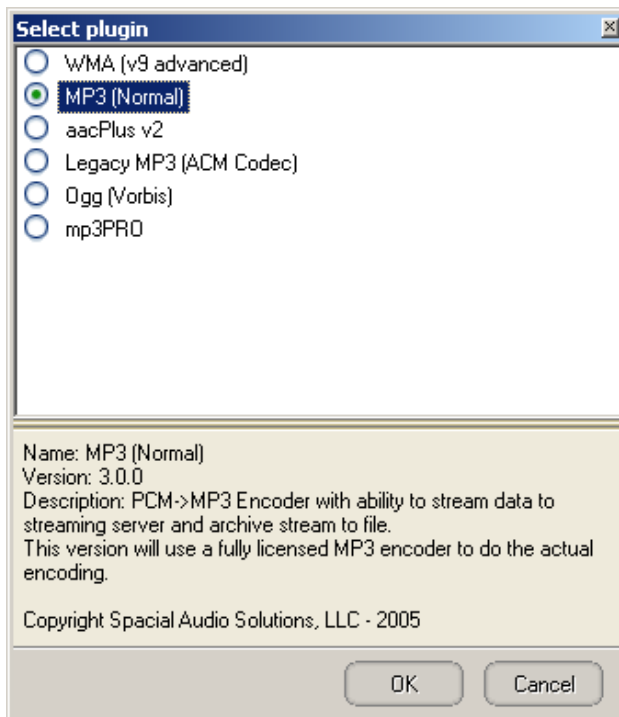 Select plugin
WMA (v9 advanced)
MP3 (Normal)
aacPlus v2
Legacy MP3 (ACM Codec)
Ogg (Vorbis)
mp3PRO
Name: MP3 (Normal)
Version: 3.0.0
Description: PCM->MP3 Encoder with ability to stream data to
streaming server and archive stream to file.
This version will use a fully licensed MP3 encoder to do the actual
encoding.
Copyright Spacial Audio Solutions, LLC - 2005
OK Cancel